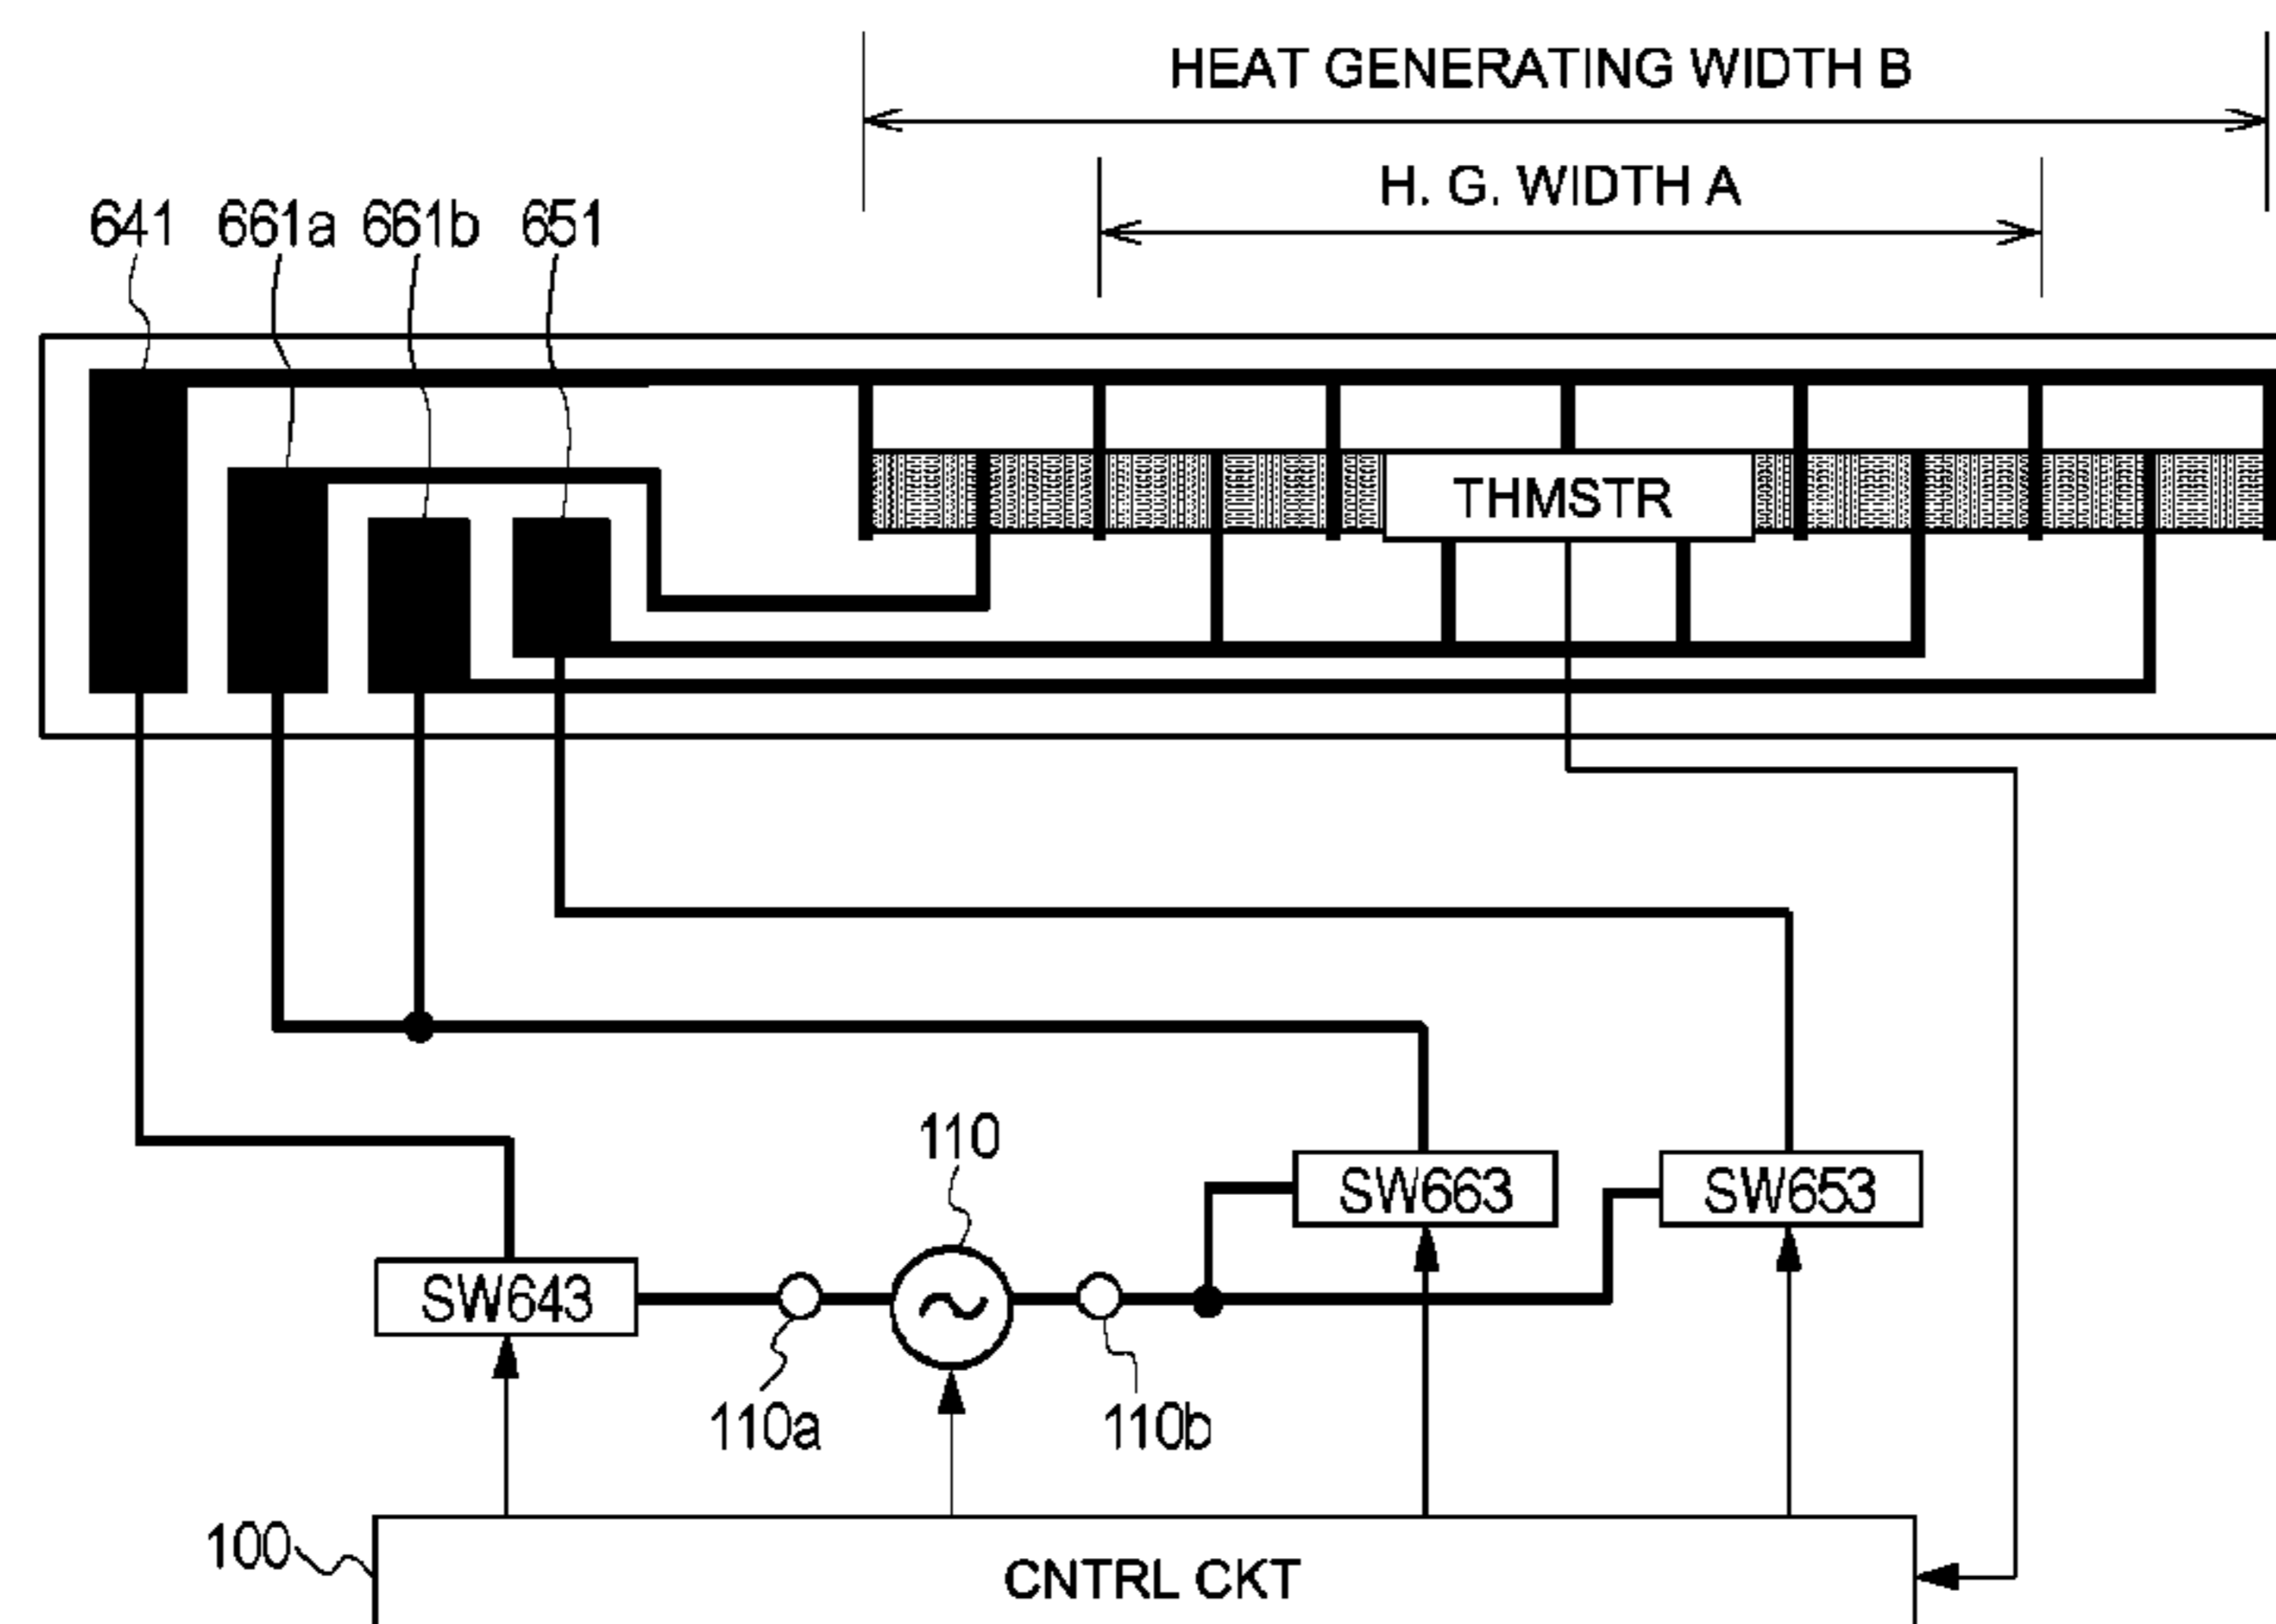 HEAT GENERATING WIDTH B
H. G. WIDTH A
641 661a 661b 651
THMSTR
110
SW663 SW653
SW643
110a 110b
100
CNTRL CKT